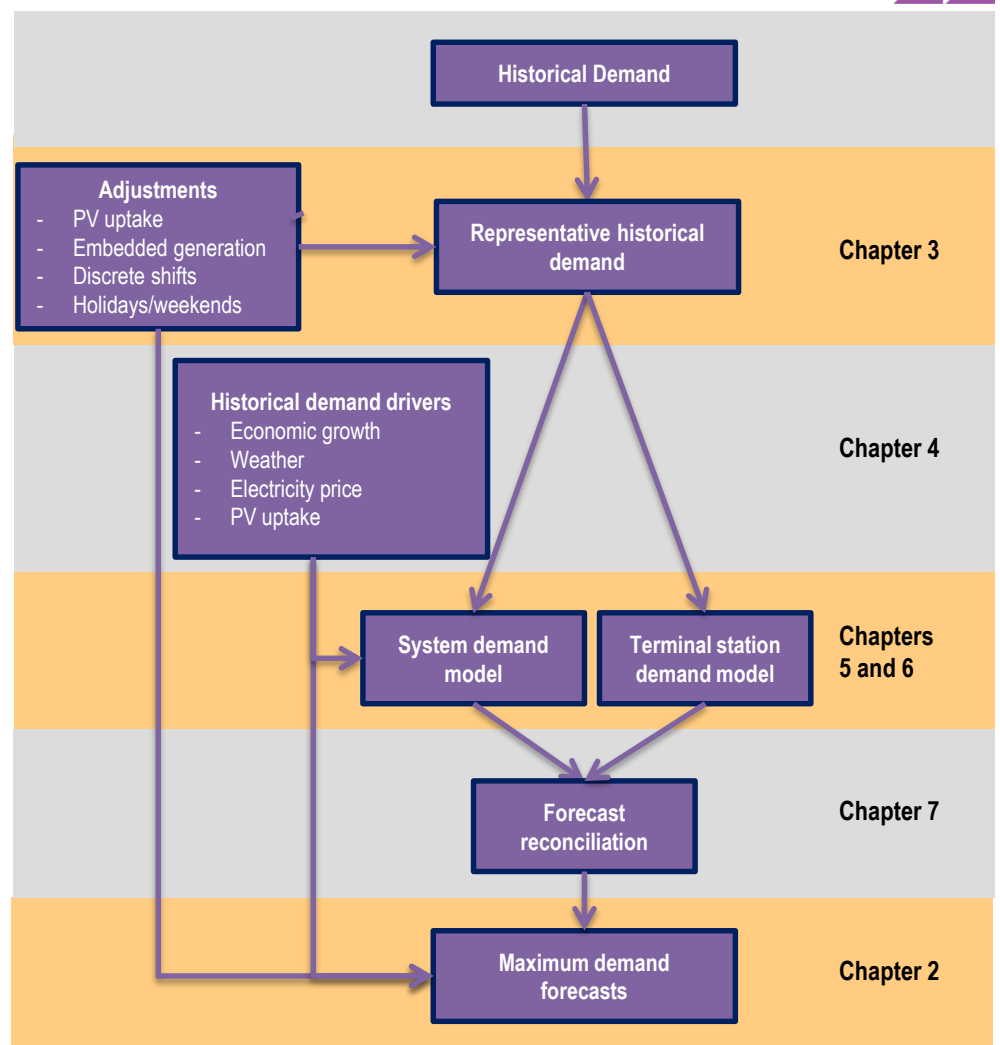 Historical Demand
Adjustments
- PV uptake
- Embedded generation
- Discrete shifts
- Holidays/weekends
Representative historical
demand
Chapter 3
Historical demand drivers
- Economic growth
- Weather
- Electricity price
- PV uptake
Chapter 4
System demand
model
Terminal station
demand model
Chapters
5 and 6
Forecast
reconciliation
Chapter 7
Maximum demand
forecasts
Chapter 2